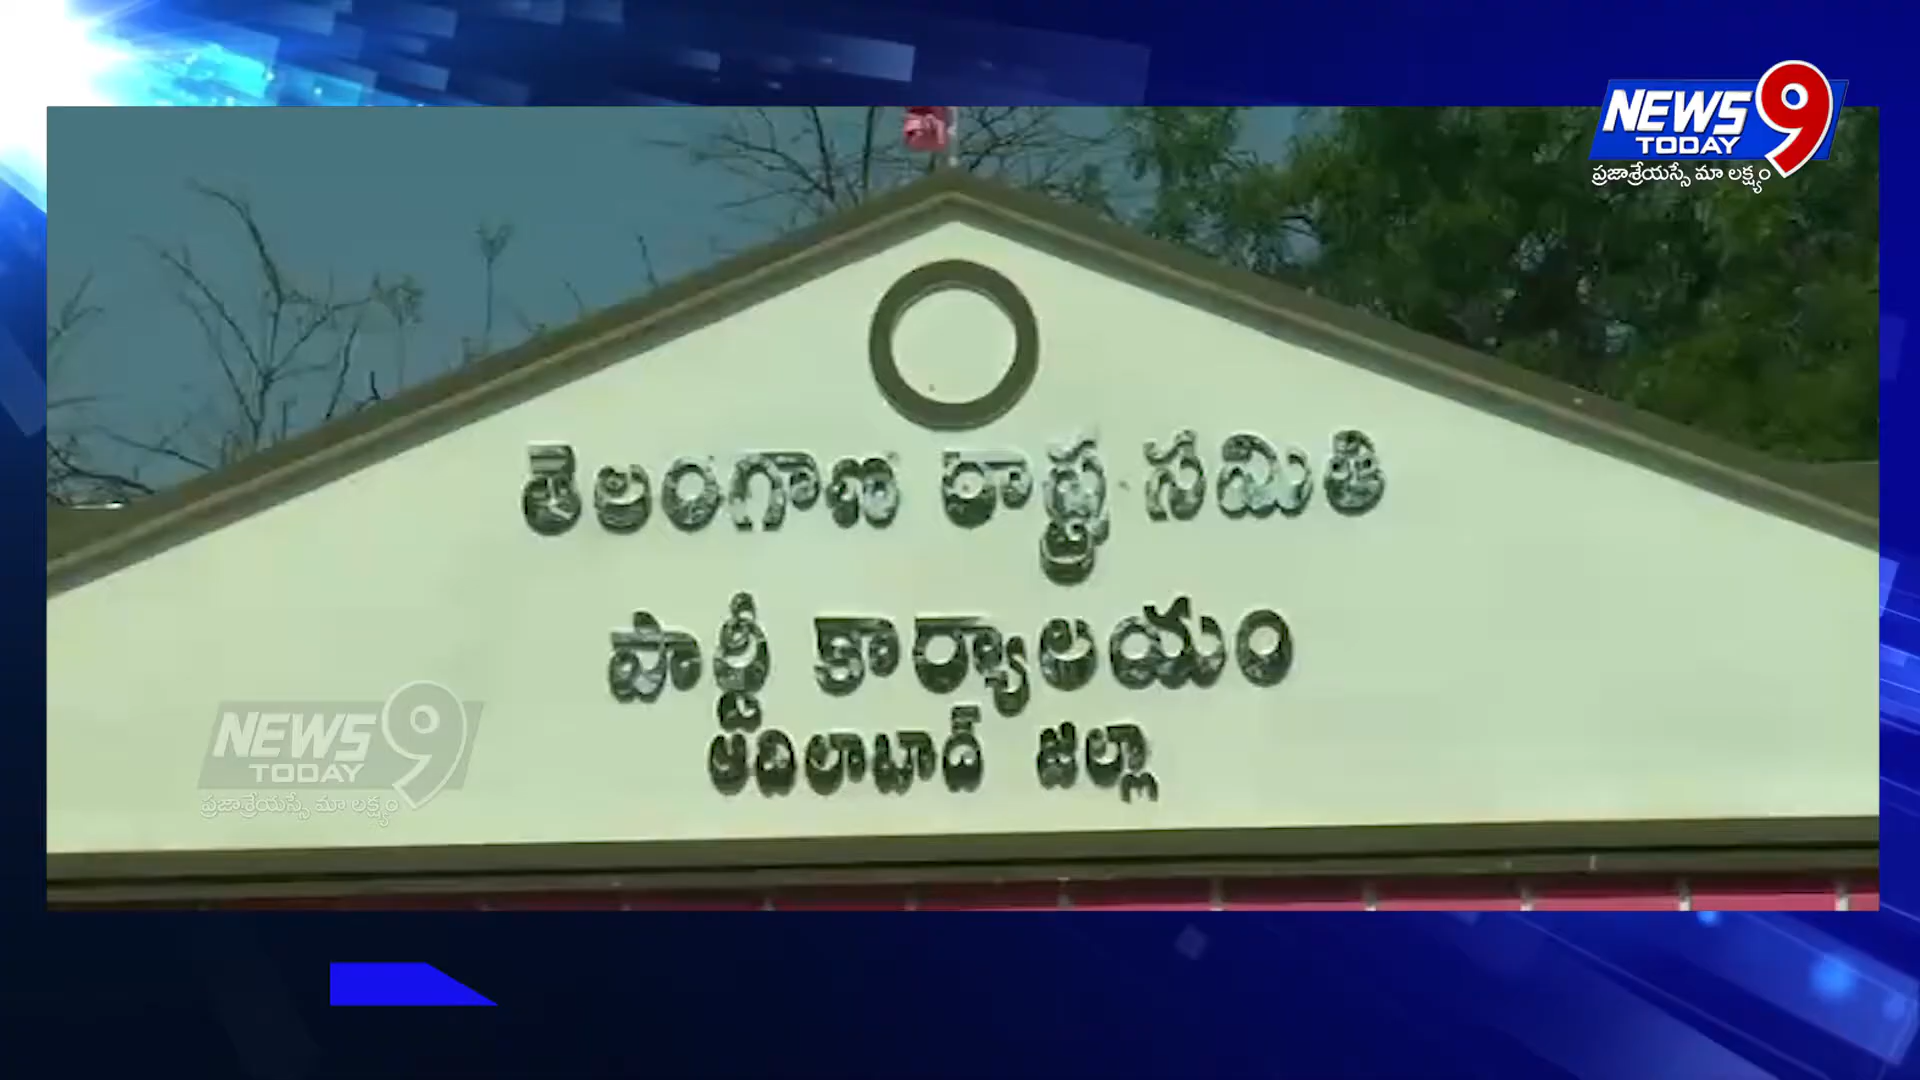 NEWS 9
TODAY
ప్రజాశ్రేయస్సే మా లక్ష్యం
తెలంగాణ రాష్ట్ర సమితి
పార్టీ కార్యాలయం
ఆదిలాబాద్ జిల్లా
NEWS 9
TODAY
ప్రజాశ్రేయస్సే మా లక్ష్యం